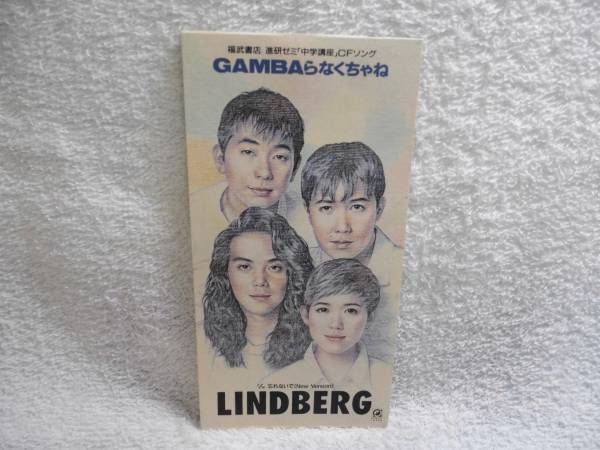 福武書店 進研ゼミ「中学講座」CFソング
GAMBAらなくちゃね
c/w 忘れないで(New Version)
LINDBERG